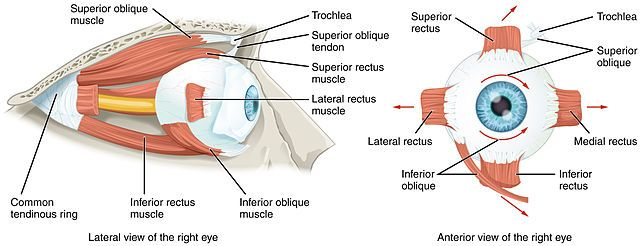 Superior oblique
muscle
Trochlea
Superior oblique
tendon
Superior rectus
muscle
Lateral rectus
muscle
Common
tendinous ring
Inferior rectus
muscle
Inferior oblique
muscle
Lateral view of the right eye
Superior
rectus
Trochlea
Superior
oblique
Lateral rectus
Medial rectus
Inferior
oblique
Inferior
rectus
Anterior view of the right eye